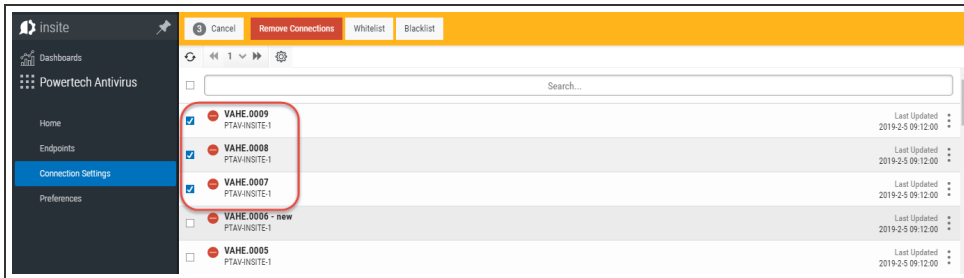 insite
3 Cancel Remove Connections Whitelist Blacklist
Dashboards
1
Powertech Antivirus
Search...
Home
Endpoints
Connection Settings
Preferences
VAHE.0009
PTAV-INSITE-1
Last Updated
2019-2-5 09:12:00
VAHE.0008
PTAV-INSITE-1
Last Updated
2019-2-5 09:12:00
VAHE.0007
PTAV-INSITE-1
Last Updated
2019-2-5 09:12:00
VAHE.0006 - new
PTAV-INSITE-1
Last Updated
2019-2-5 09:12:00
VAHE.0005
PTAV-INSITE-1
Last Updated
2019-2-5 09:12:00